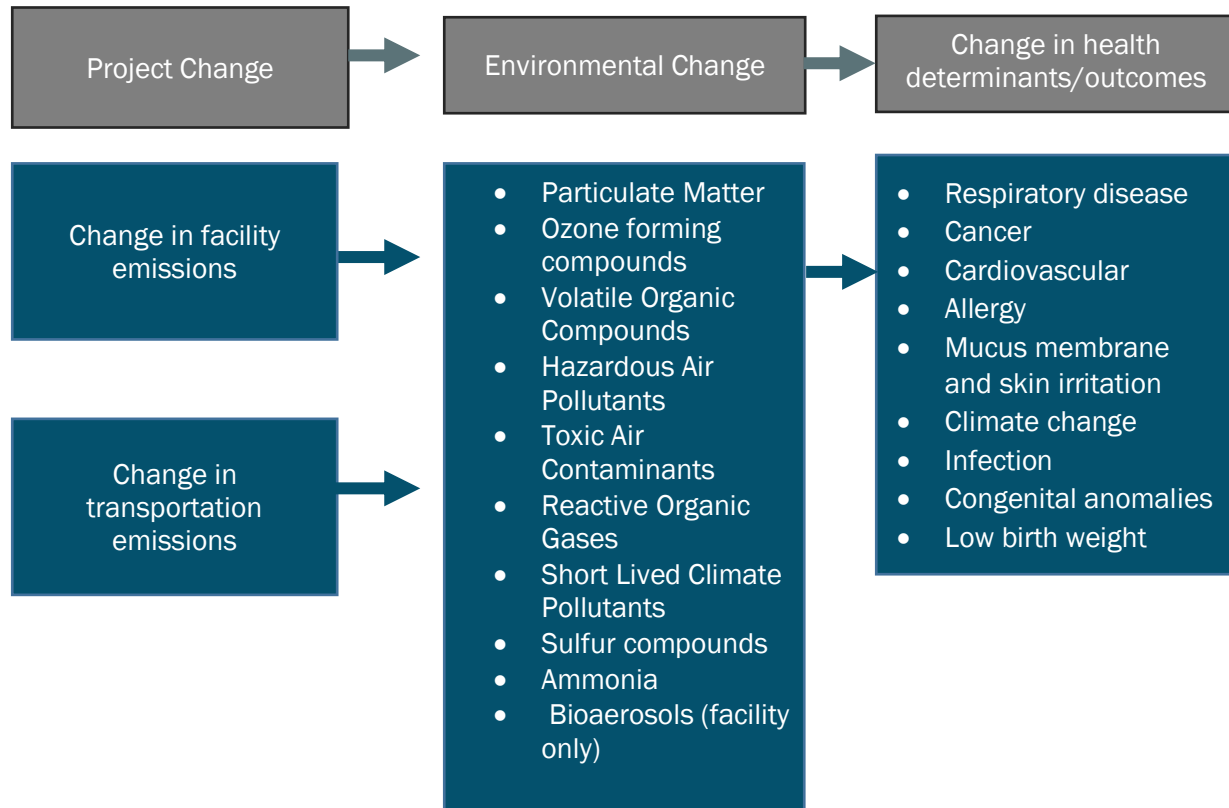 Project Change
Environmental Change
Change in health
determinants/outcomes
Change in facility
emissions
Change in
transportation
emissions
• Particulate Matter
• Ozone forming
compounds
• Volatile Organic
Compounds
• Hazardous Air
Pollutants
• Toxic Air
Contaminants
• Reactive Organic
Gases
• Short Lived Climate
Pollutants
• Sulfur compounds
• Ammonia
• Bioaerosols (facility
only)
• Respiratory disease
• Cancer
• Cardiovascular
• Allergy
• Mucus membrane
and skin irritation
• Climate change
• Infection
• Congenital anomalies
• Low birth weight